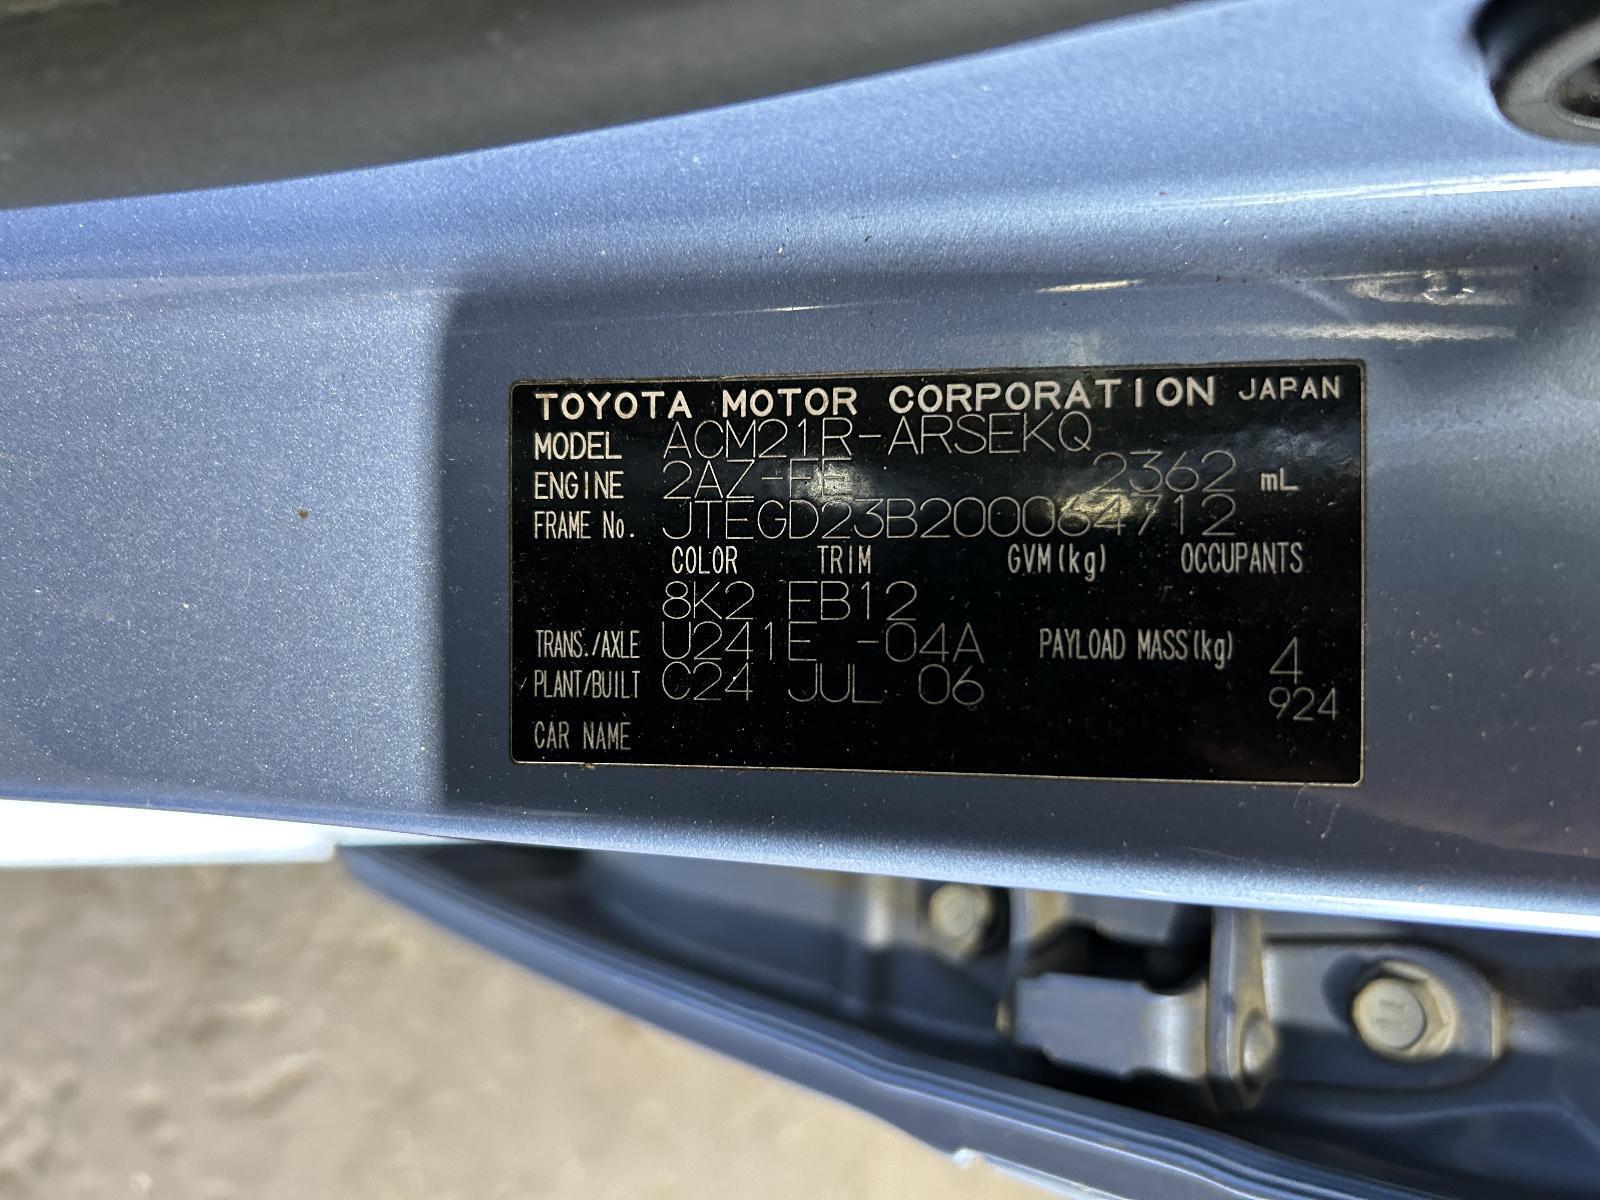 TOYOTA MOTOR CORPORATION JAPAN
MODEL ACM21R-ARSEKQ
ENGINE 2AZ-FE 2362 mL
FRAME No. JTEGD23B200064712
COLOR TRIM GVM(kg) OCCUPANTS
8K2 FB12
TRANS./AXLE U241E -04A PAYLOAD MASS(kg) 4
PLANT/BUILT C24 JUL 06 924
CAR NAME